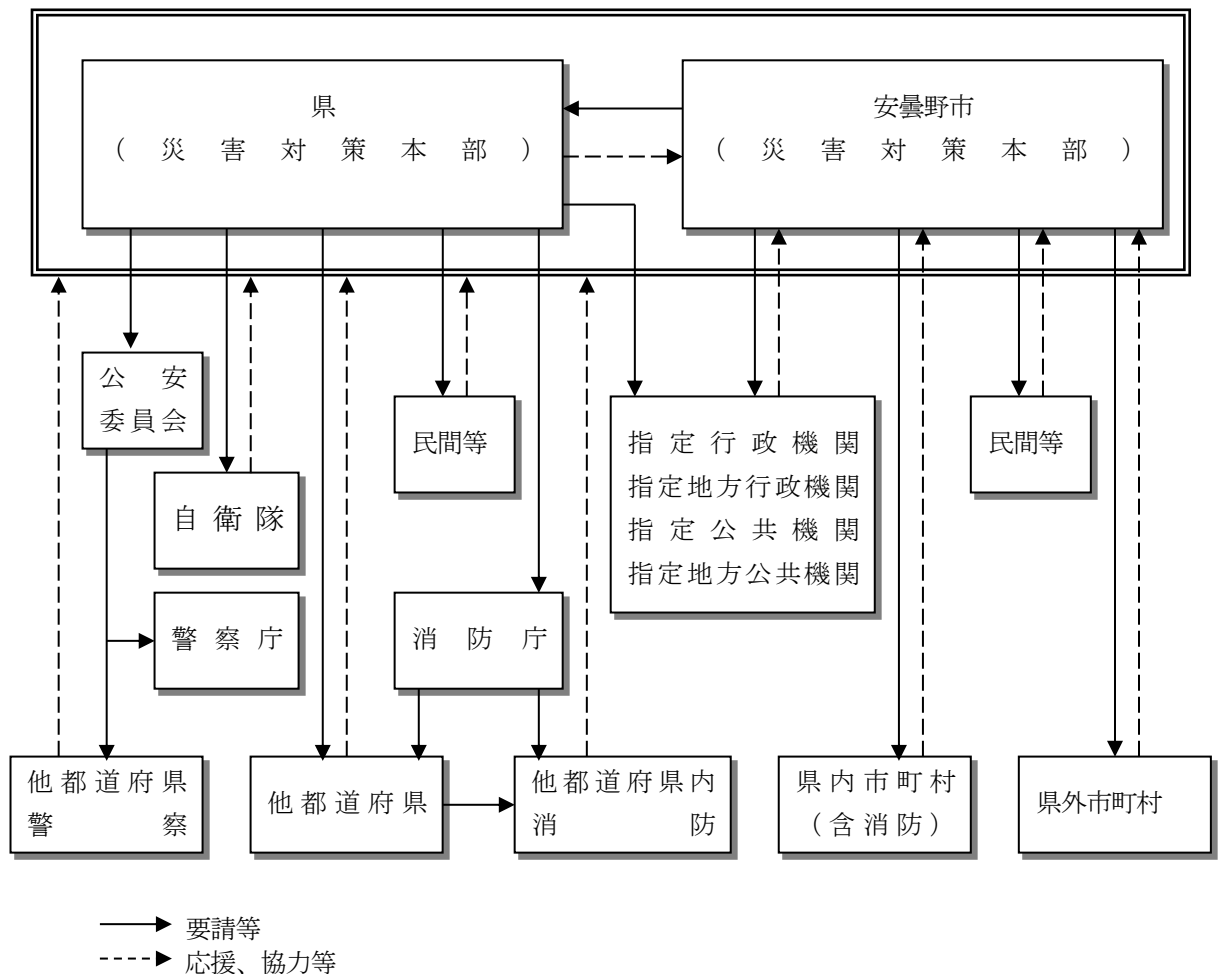 県
(災害対策本部)
安曇野市
(災害対策本部)
公安
委員会
民間等
指定行政機関
指定地方行政機関
指定公共機関
指定地方公共機関
民間等
自衛隊
警察庁
消防庁
他都道府県
警察
他都道府県
他都道府県内
消防
県内市町村
(含消防)
県外市町村
要請等
応援、協力等